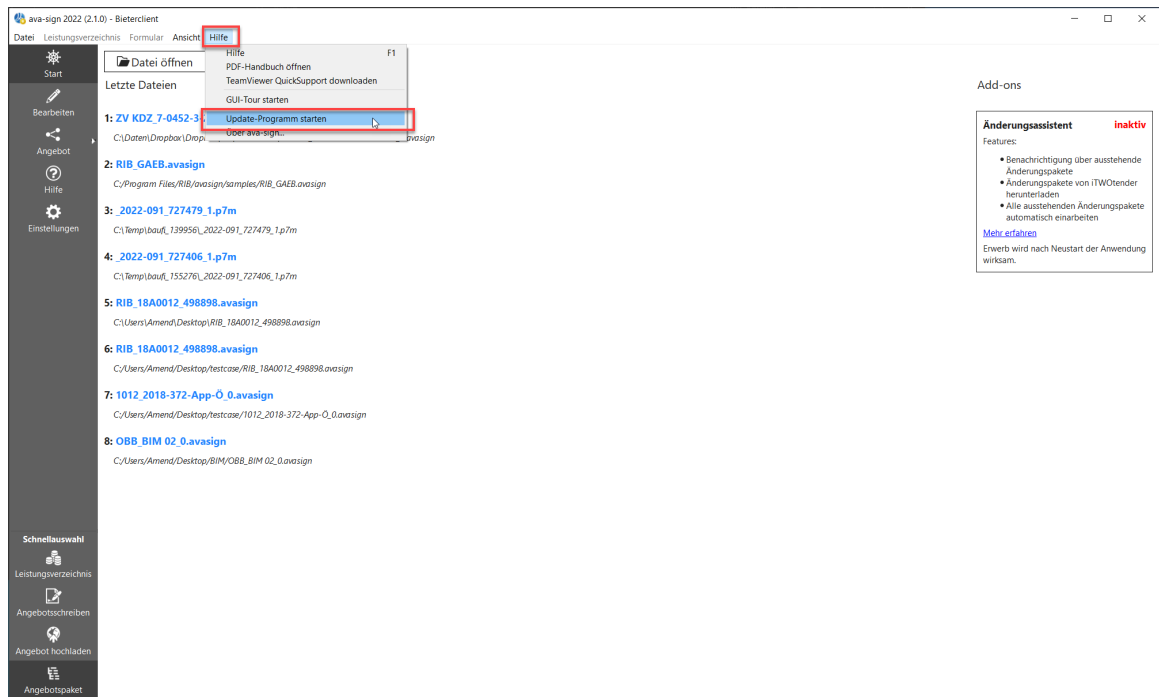 ava-sign 2022 (2.1.0) - Bieterclient
Datei Leistungsverzeichnis Formular Ansicht Hilfe
Start
Bearbeiten
Angebot
Hilfe
Einstellungen
Datei öffnen
Letzte Dateien
Hilfe F1
PDF-Handbuch öffnen
TeamViewer QuickSupport downloaden
GUI-Tour starten
Update-Programm starten
Über ava-sign...
1: ZV KDZ_7-0452-3-
C:\Daten\Dropbox\Drop avasign
2: RIB_GAEB.avasign
C:/Program Files/RIB/avasign/samples/RIB_GAEB.avasign
3: _2022-091_727479_1.p7m
C:\Temp\baufi_139956\_2022-091_727479_1.p7m
4: _2022-091_727406_1.p7m
C:\Temp\baufi_155276\_2022-091_727406_1.p7m
5: RIB_18A0012_498898.avasign
C:\Users\Amend\Desktop\RIB_18A0012_498898.avasign
6: RIB_18A0012_498898.avasign
C:/Users/Amend/Desktop/testcase/RIB_18A0012_498898.avasign
7: 1012_2018-372-App-Ö_0.avasign
C:/Users/Amend/Desktop/testcase/1012_2018-372-App-Ö_0.avasign
8: OBB_BIM 02_0.avasign
C:/Users/Amend/Desktop/BIM/OBB_BIM 02_0.avasign
Add-ons
Änderungsassistent inaktiv
Features:
Benachrichtigung über ausstehende
Änderungspakete
Änderungspakete von iTWOtender
herunterladen
Alle ausstehenden Änderungspakete
automatisch einarbeiten
Mehr erfahren
Erwerb wird nach Neustart der Anwendung
wirksam.
Schnellauswahl
Leistungsverzeichnis
Angebotsschreiben
Angebot hochladen
Angebotspaket